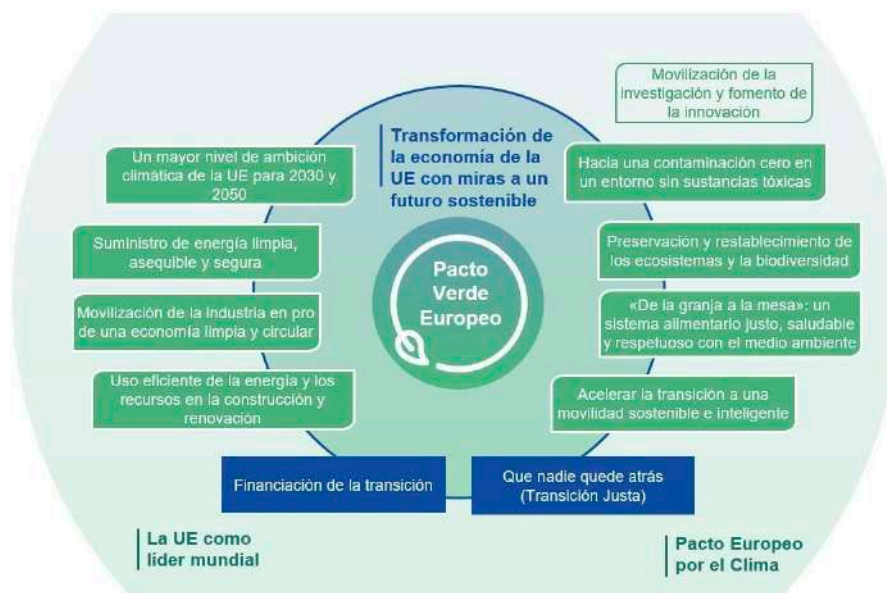 Movilización de la
investigación y fomento de
la innovación
Transformación de
la economía de la
UE con miras a un
futuro sostenible
Un mayor nivel de ambición
climática de la UE para 2030 y
2050
Hacia una contaminación cero en
un entorno sin sustancias tóxicas
Suministro de energía limpia,
asequible y segura
Preservación y restablecimiento de
los ecosistemas y la biodiversidad
Pacto
Verde
Europeo
Movilización de la industria en pro
de una economía limpia y circular
«De la granja a la mesa»: un
sistema alimentario justo, saludable
y respetuoso con el medio ambiente
Uso eficiente de la energía y los
recursos en la construcción y
renovación
Acelerar la transición a una
movilidad sostenible e inteligente
Financiación de la transición
Que nadie quede atrás
(Transición Justa)
La UE como
líder mundial
Pacto Europeo
por el Clima